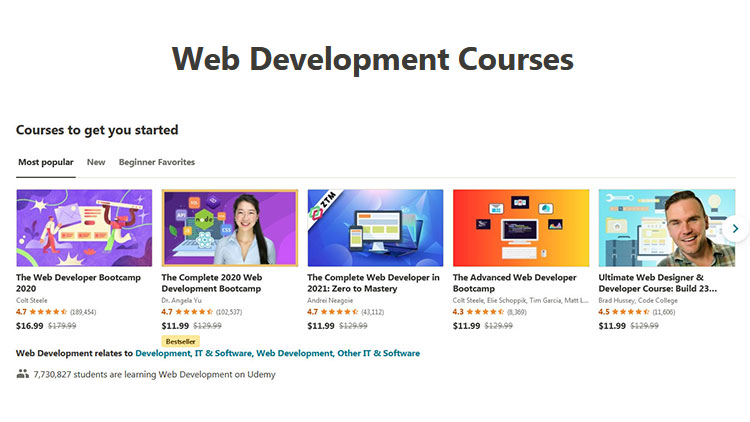 Web Development Courses
Courses to get you started
Most popular New Beginner Favorites
API
node
CSS
ZTM
The Web Developer Bootcamp
2020
Colt Steele
4.7 (189,454)
$16.99 $179.99
The Complete 2020 Web
Development Bootcamp
Dr. Angela Yu
4.7 (102,537)
$11.99 $129.99
Bestseller
The Complete Web Developer in
2021: Zero to Mastery
Andrei Neagoie
4.7 (43,112)
$11.99 $129.99
The Advanced Web Developer
Bootcamp
Colt Steele, Elie Schoppik, Tim Garcia, Matt L...
4.3 (8,369)
$11.99 $129.99
Ultimate Web Designer &
Developer Course: Build 23...
Brad Hussey, Code College
4.5 (11,606)
$11.99 $129.99
Web Development relates to Development, IT & Software, Web Development, Other IT & Software
7,730,827 students are learning Web Development on Udemy